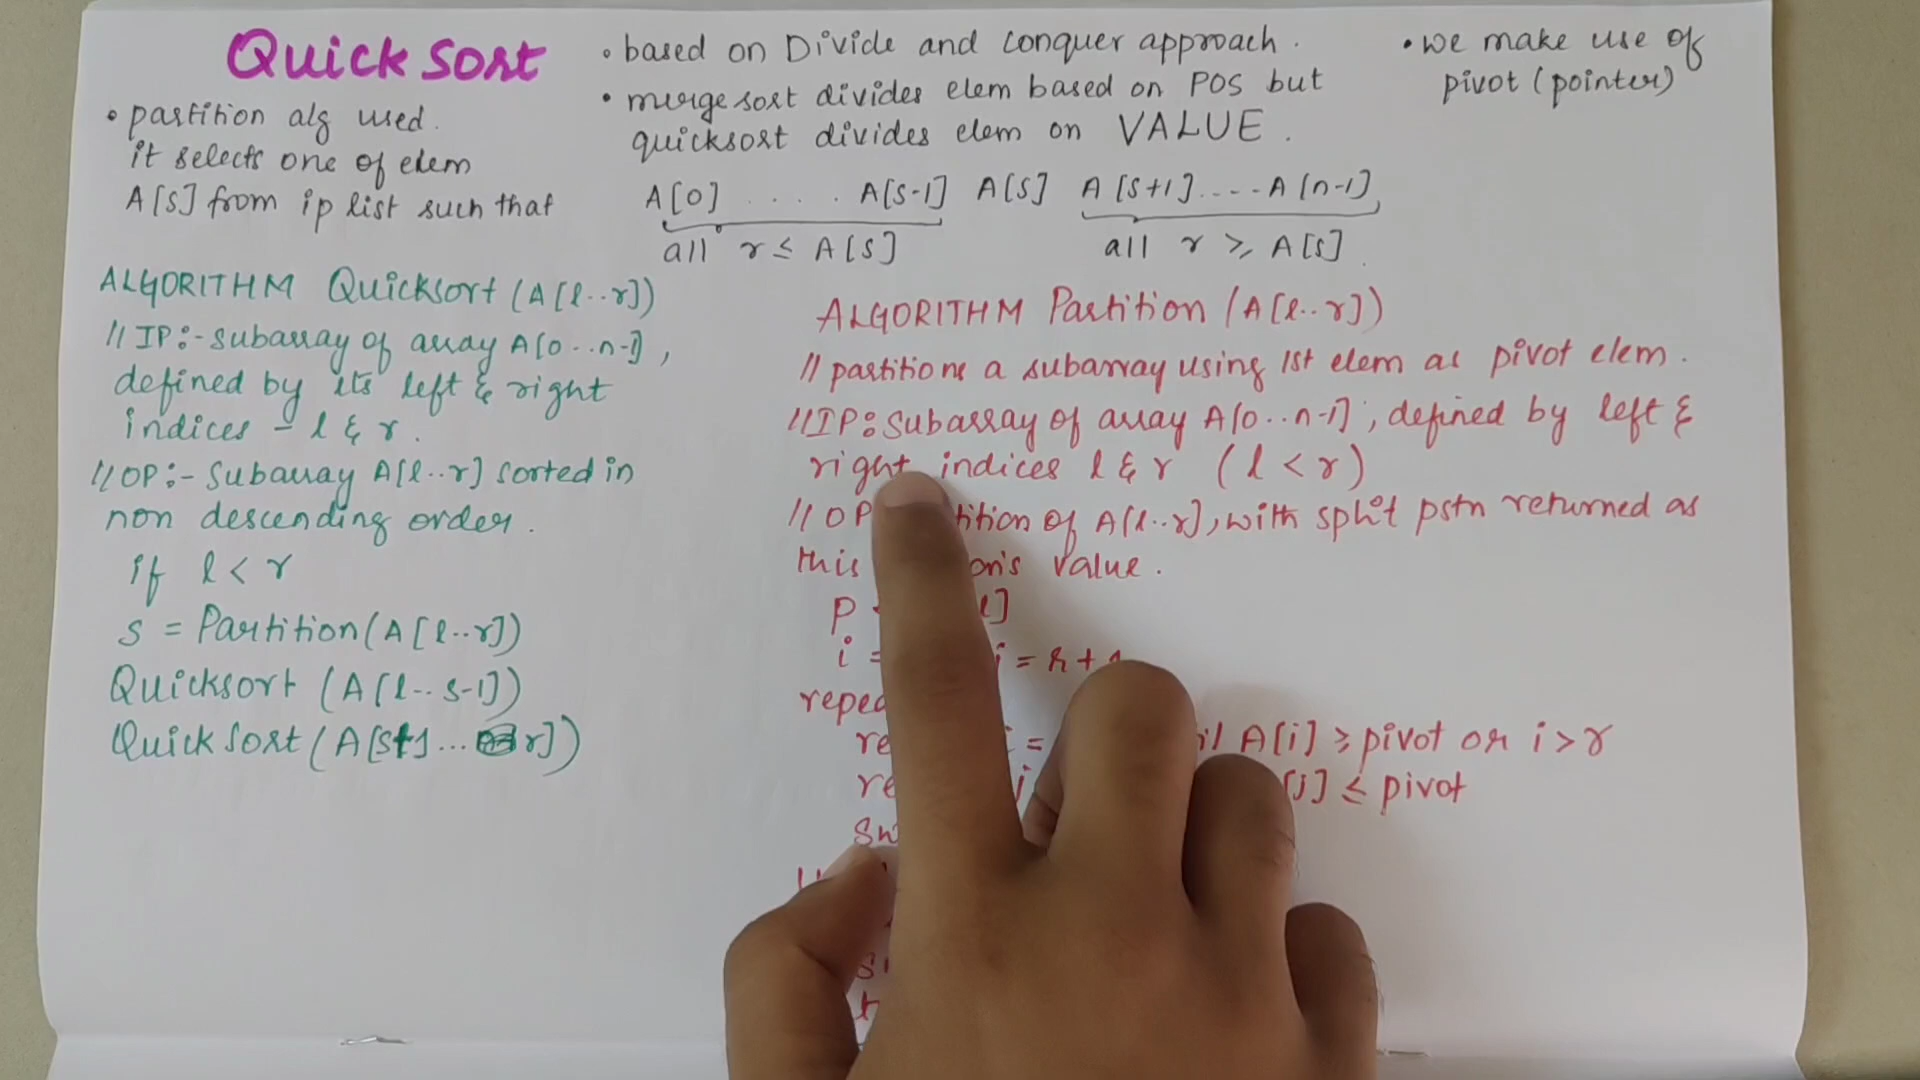 Quick Sort
• partition alg used.
it selects one of elem
A[S] from ip list such that
• based on Divide and Conquer approach.
• merge sort divides elem based on POS but
quicksort divides elem on VALUE.
• we make use of
pivot (pointer)
A[0] .... A[S-1] A[S] A[S+1]....A[n-1]
all r ≤ A[S] all r ≥ A[S].
ALGORITHM Quicksort (A[l..r])
// IP:- subarray of array A[0..n-1],
defined by its left & right
indices - l & r.
// OP:- Subarray A[l..r] sorted in
non descending order.
if l < r
S = Partition(A[l..r])
Quicksort (A[l..s-1])
Quick Sort (A[S+1...r])
ALGORITHM Partition (A[l..r])
// partitions a subarray using 1st elem as pivot elem.
// IP: Subarray of array A[0..n-1], defined by left &
right indices l & r (l < r)
// OP of A[l..r], with split pstn returned as
this value.
p
i = = r +
A[i] ≥ pivot or i > r
[j] ≤ pivot